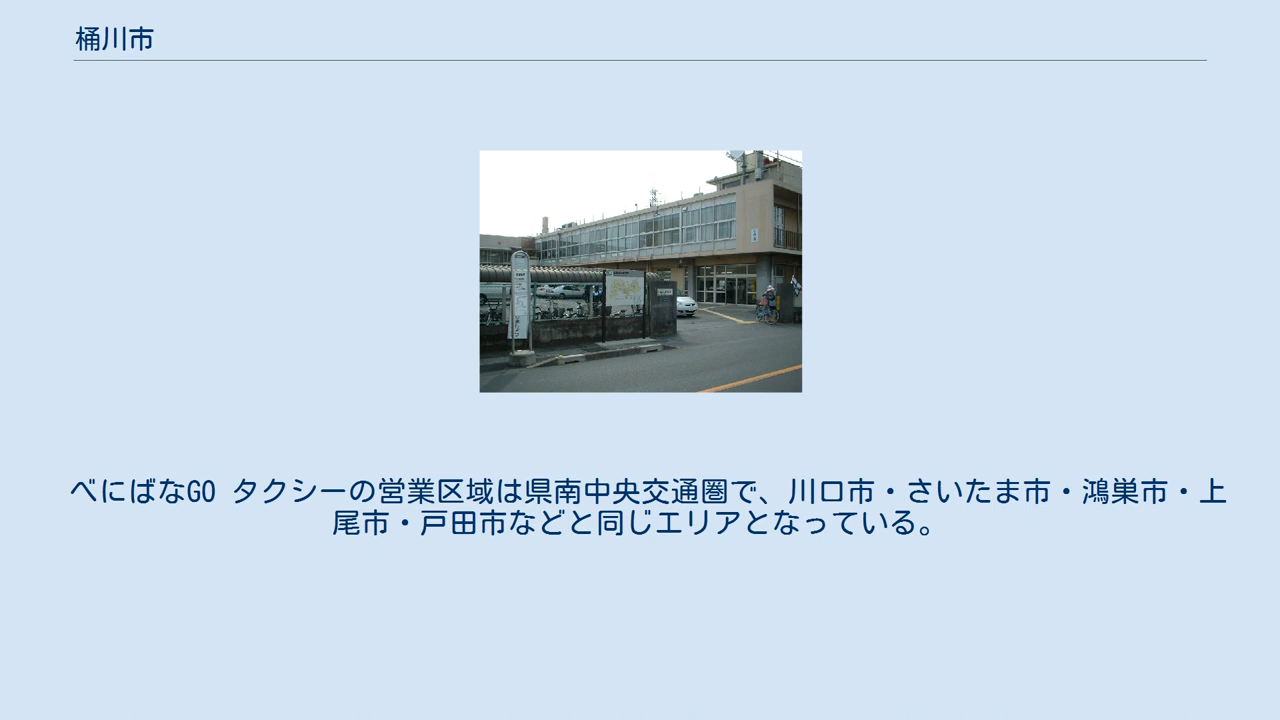 桶川市
べにばなGO タクシーの営業区域は県南中央交通圏で、川口市・さいたま市・鴻巣市・上
尾市・戸田市などと同じエリアとなっている。